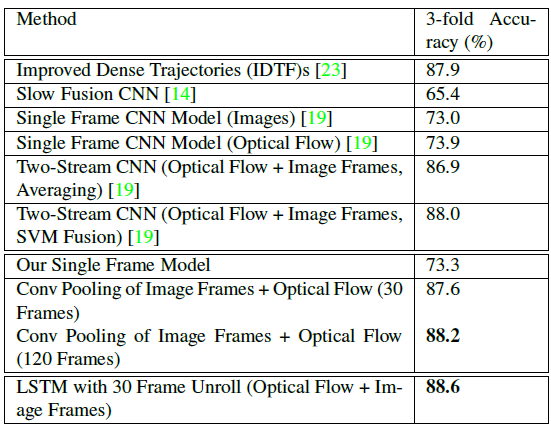 Method 3-fold Accu-
racy (%)
Improved Dense Trajectories (IDTF)s [23] 87.9
Slow Fusion CNN [14] 65.4
Single Frame CNN Model (Images) [19] 73.0
Single Frame CNN Model (Optical Flow) [19] 73.9
Two-Stream CNN (Optical Flow + Image Frames, 86.9
Averaging) [19]
Two-Stream CNN (Optical Flow + Image Frames, 88.0
SVM Fusion) [19]
Our Single Frame Model 73.3
Conv Pooling of Image Frames + Optical Flow (30 87.6
Frames)
Conv Pooling of Image Frames + Optical Flow 88.2
(120 Frames)
LSTM with 30 Frame Unroll (Optical Flow + Im- 88.6
age Frames)